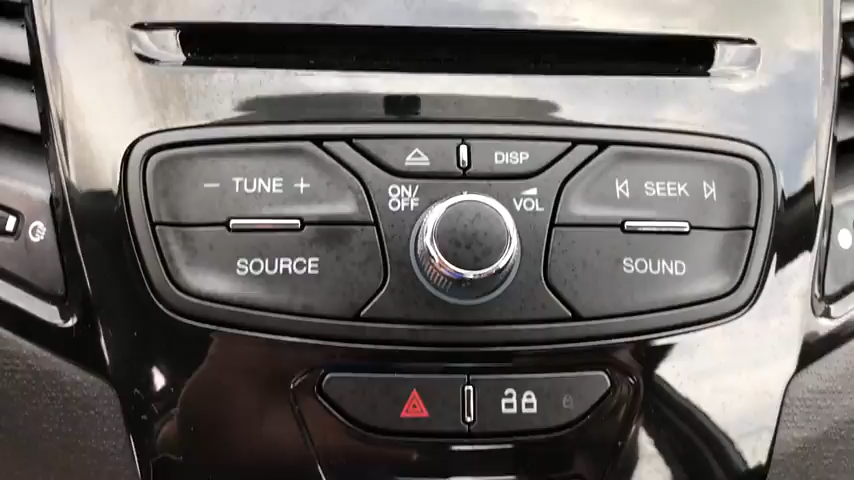 DISP
− TUNE +
ON/
OFF
VOL
SEEK
SOURCE
SOUND